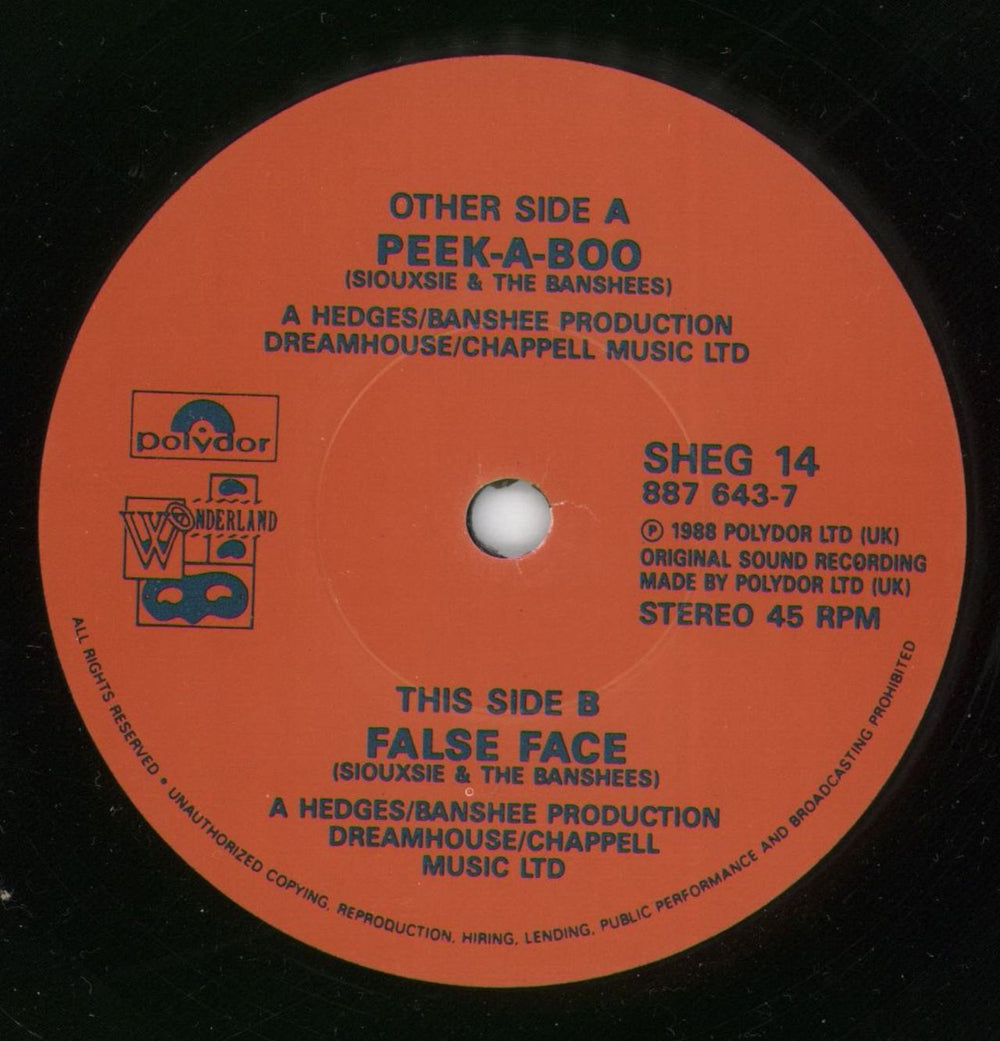 OTHER SIDE A
PEEK-A-BOO
(SIOUXSIE & THE BANSHEES)
A HEDGES/BANSHEE PRODUCTION
DREAMHOUSE/CHAPPELL MUSIC LTD
polydor
WONDERLAND
SHEG 14
887 643-7
Ⓟ 1988 POLYDOR LTD (UK)
ORIGINAL SOUND RECORDING
MADE BY POLYDOR LTD (UK)
STEREO 45 RPM
THIS SIDE B
FALSE FACE
(SIOUXSIE & THE BANSHEES)
A HEDGES/BANSHEE PRODUCTION
DREAMHOUSE/CHAPPELL
MUSIC LTD
ALL RIGHTS RESERVED • UNAUTHORIZED COPYING, REPRODUCTION, HIRING, LENDING, PUBLIC PERFORMANCE AND BROADCASTING PROHIBITED